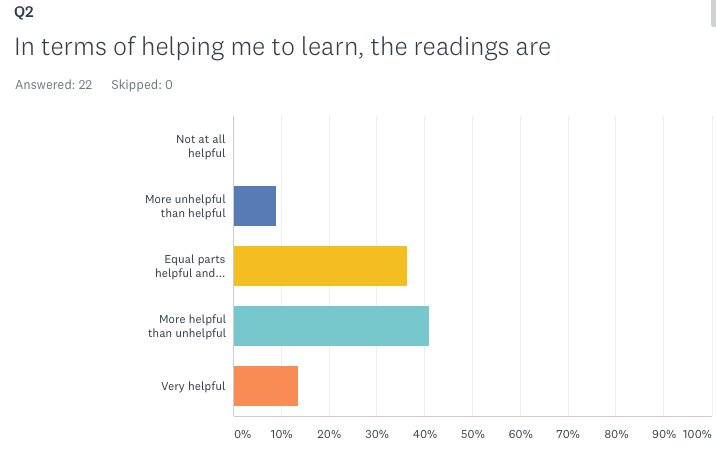 Q2
In terms of helping me to learn, the readings are
Answered: 22 Skipped: 0
Not at all
helpful
More unhelpful
than helpful
Equal parts
helpful and...
More helpful
than unhelpful
Very helpful
0% 10% 20% 30% 40% 50% 60% 70% 80% 90% 100%